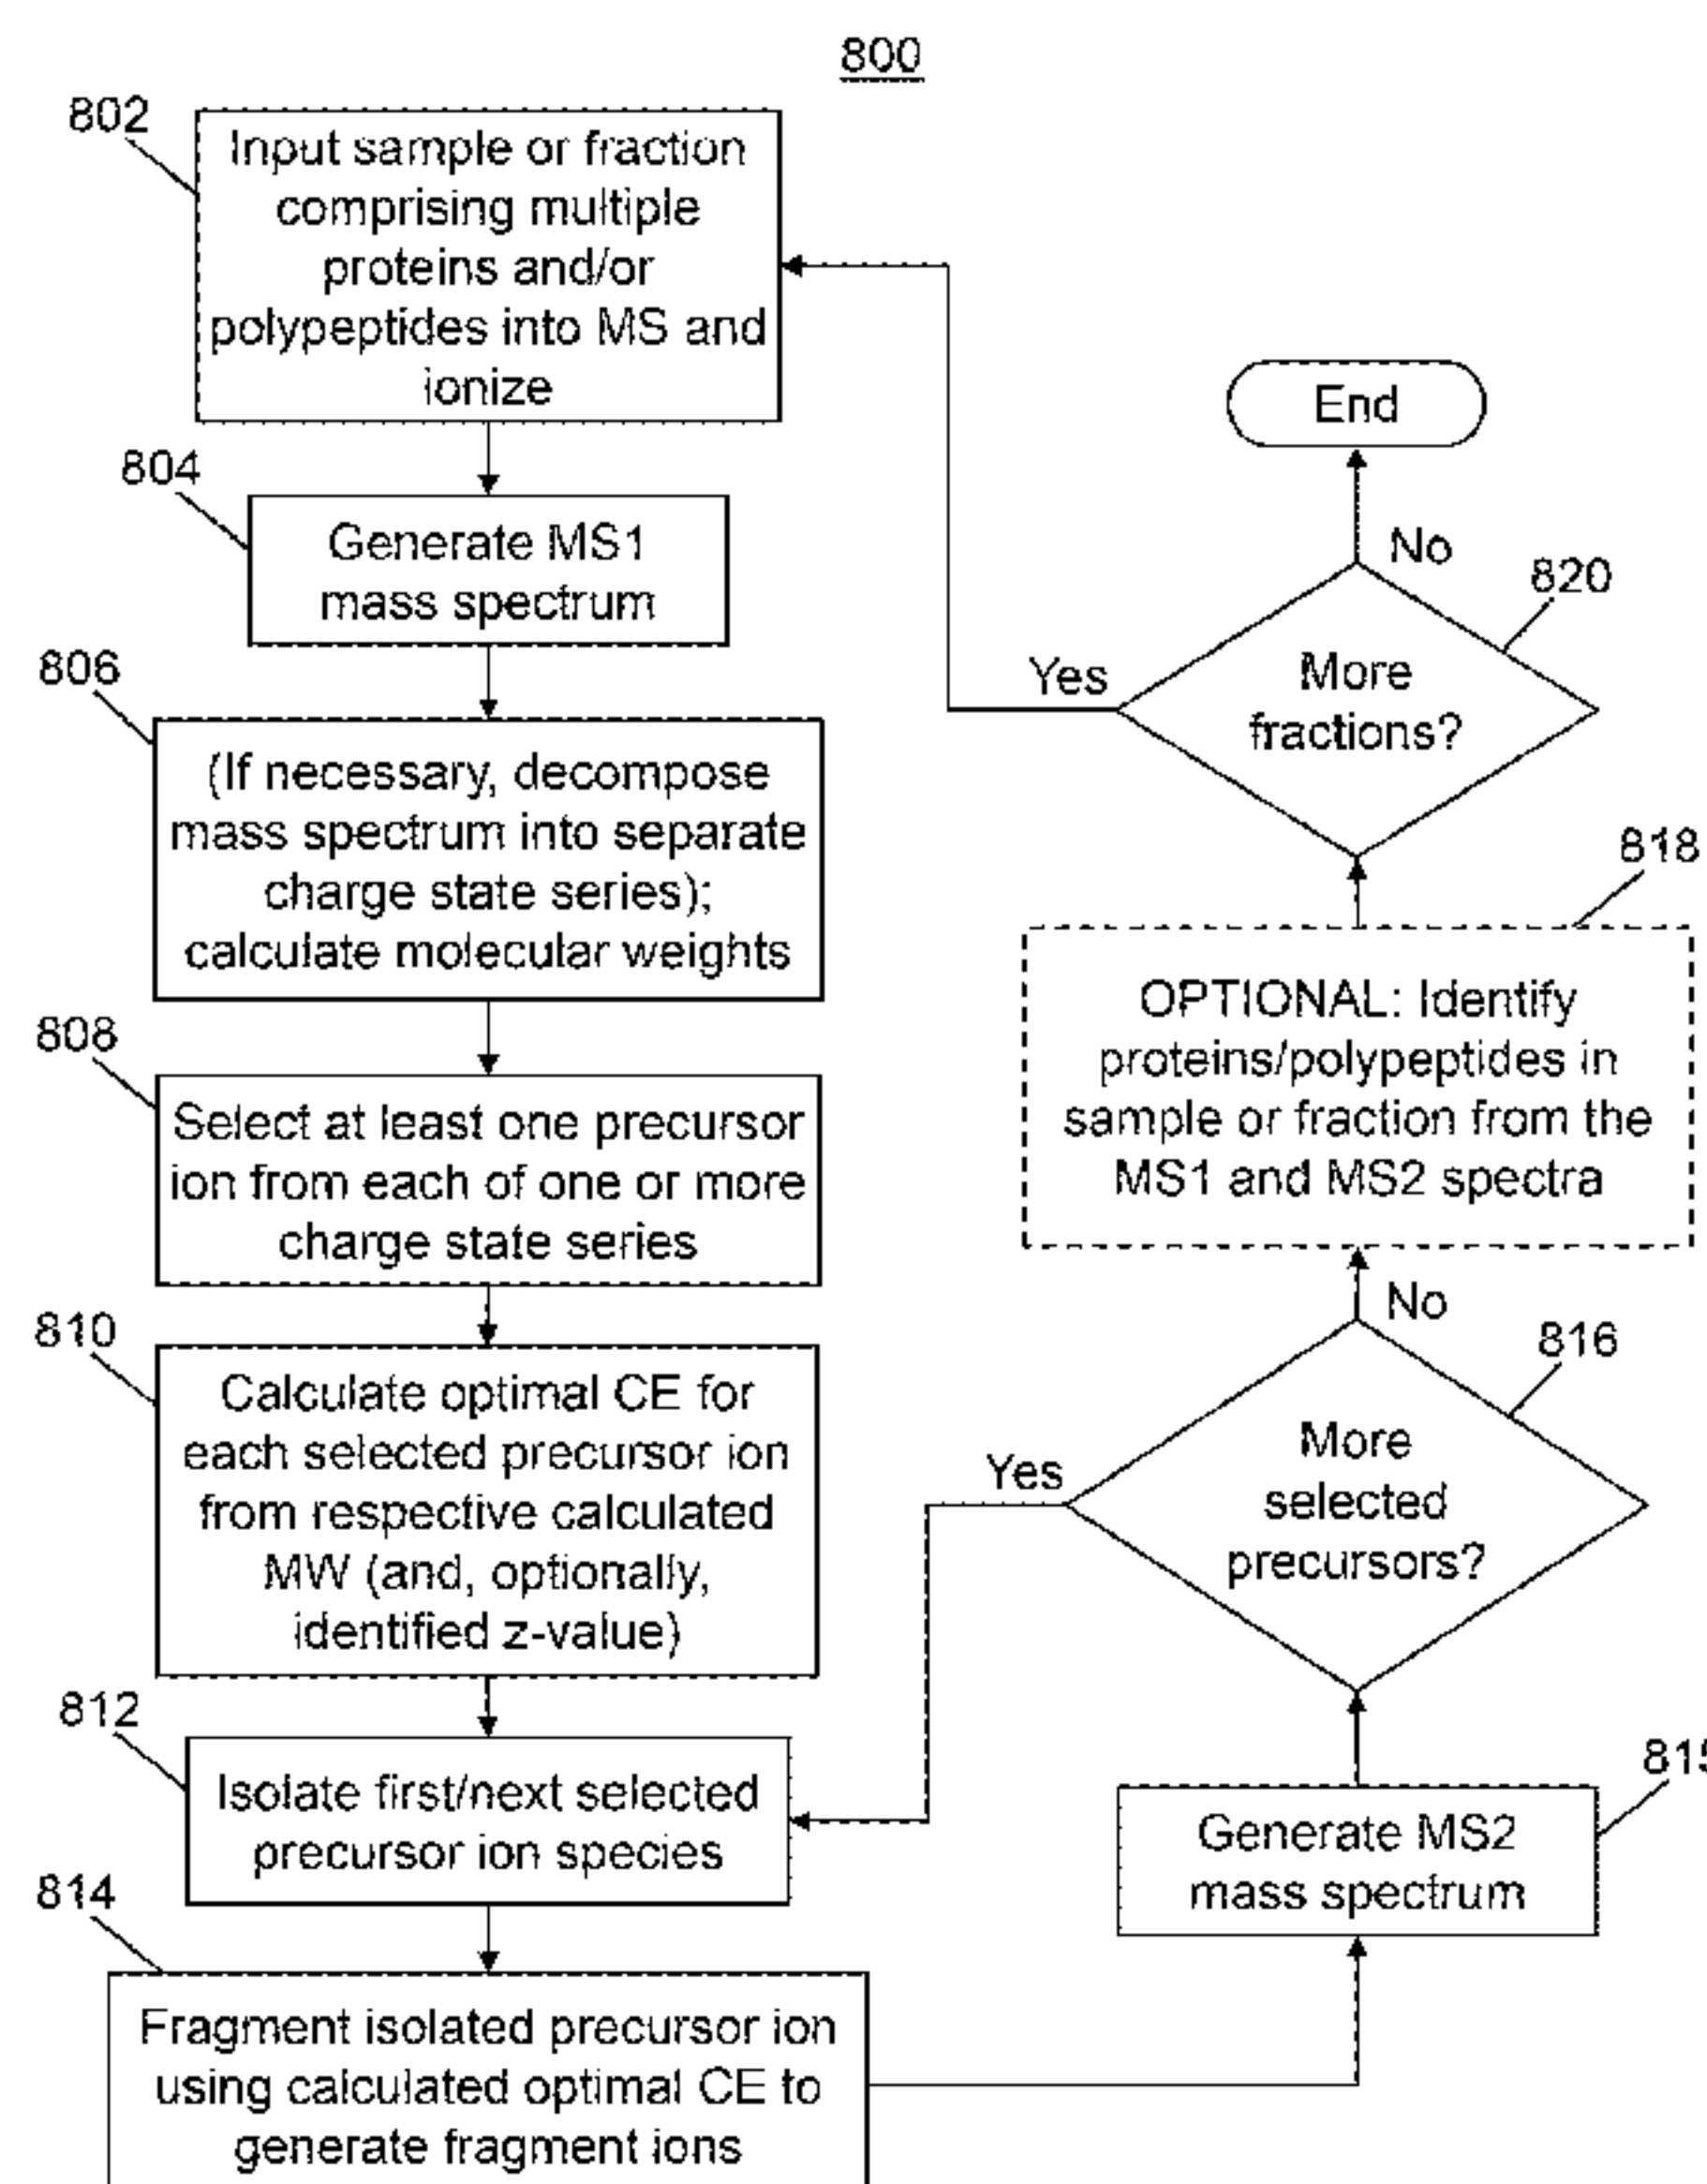 800
802
Input sample or fraction
comprising multiple
proteins and/or
polypeptides into MS and
ionize
804
Generate MS1
mass spectrum
806
(If necessary, decompose
mass spectrum into separate
charge state series);
calculate molecular weights
808
Select at least one precursor
ion from each of one or more
charge state series
810
Calculate optimal CE for
each selected precursor ion
from respective calculated
MW (and, optionally,
identified z-value)
812
Isolate first/next selected
precursor ion species
814
Fragment isolated precursor ion
using calculated optimal CE to
generate fragment ions
815
Generate MS2
mass spectrum
816
More
selected
precursors?
Yes
No
818
OPTIONAL: Identify
proteins/polypeptides in
sample or fraction from the
MS1 and MS2 spectra
820
More
fractions?
Yes
No
End